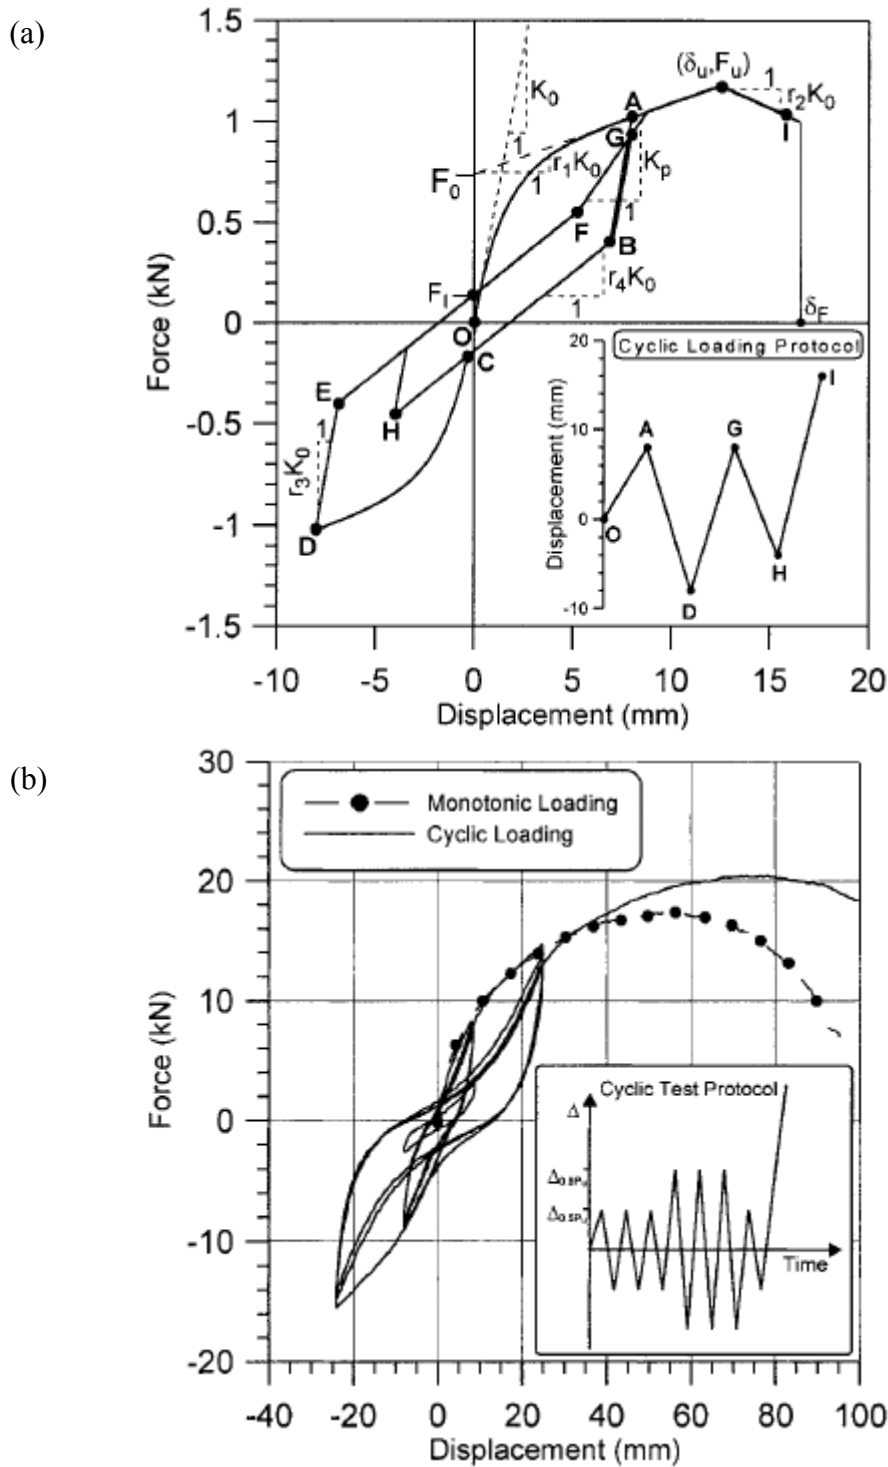 (a)
Force (kN)
1.5
1
0.5
0
-0.5
-1
-1.5
-10
-5
0
5
10
15
20
Displacement (mm)
K₀
1
(δᵤ,Fᵤ)
1
r₂K₀
A
G
I
F₀
r₁K₀
1
Kₚ
1
F
B
r₄K₀
1
F_I
O
C
δ_F
E
H
1
r₃K₀
D
Cyclic Loading Protocol
Displacement (mm)
20
10
0
-10
O
A
D
G
H
I
(b)
Force (kN)
30
20
10
0
-10
-20
-40
-20
0
20
40
60
80
100
Displacement (mm)
Monotonic Loading
Cyclic Loading
Cyclic Test Protocol
Δ
Time